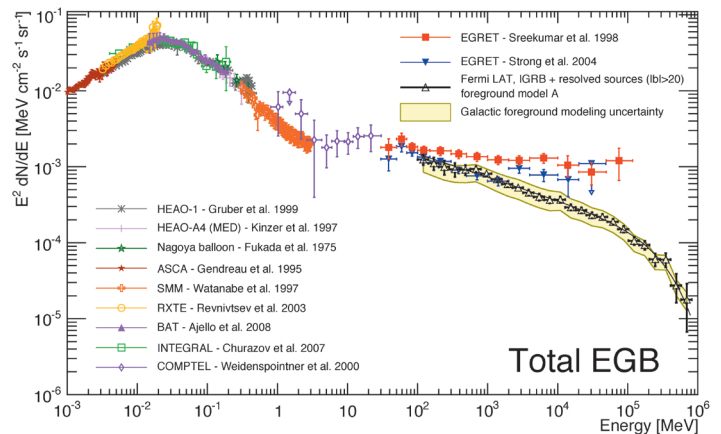 E² dN/dE [MeV cm⁻² s⁻¹ sr⁻¹]
10⁻¹
10⁻²
10⁻³
10⁻⁴
10⁻⁵
10⁻⁶
EGRET - Sreekumar et al. 1998
EGRET - Strong et al. 2004
Fermi LAT, IGRB + resolved sources (lbl>20)
foreground model A
Galactic foreground modeling uncertainty
HEAO-1 - Gruber et al. 1999
HEAO-A4 (MED) - Kinzer et al. 1997
Nagoya balloon - Fukada et al. 1975
ASCA - Gendreau et al. 1995
SMM - Watanabe et al. 1997
RXTE - Revnivtsev et al. 2003
BAT - Ajello et al. 2008
INTEGRAL - Churazov et al. 2007
COMPTEL - Weidenspointner et al. 2000
Total EGB
10⁻³ 10⁻² 10⁻¹ 1 10 10² 10³ 10⁴ 10⁵ 10⁶
Energy [MeV]